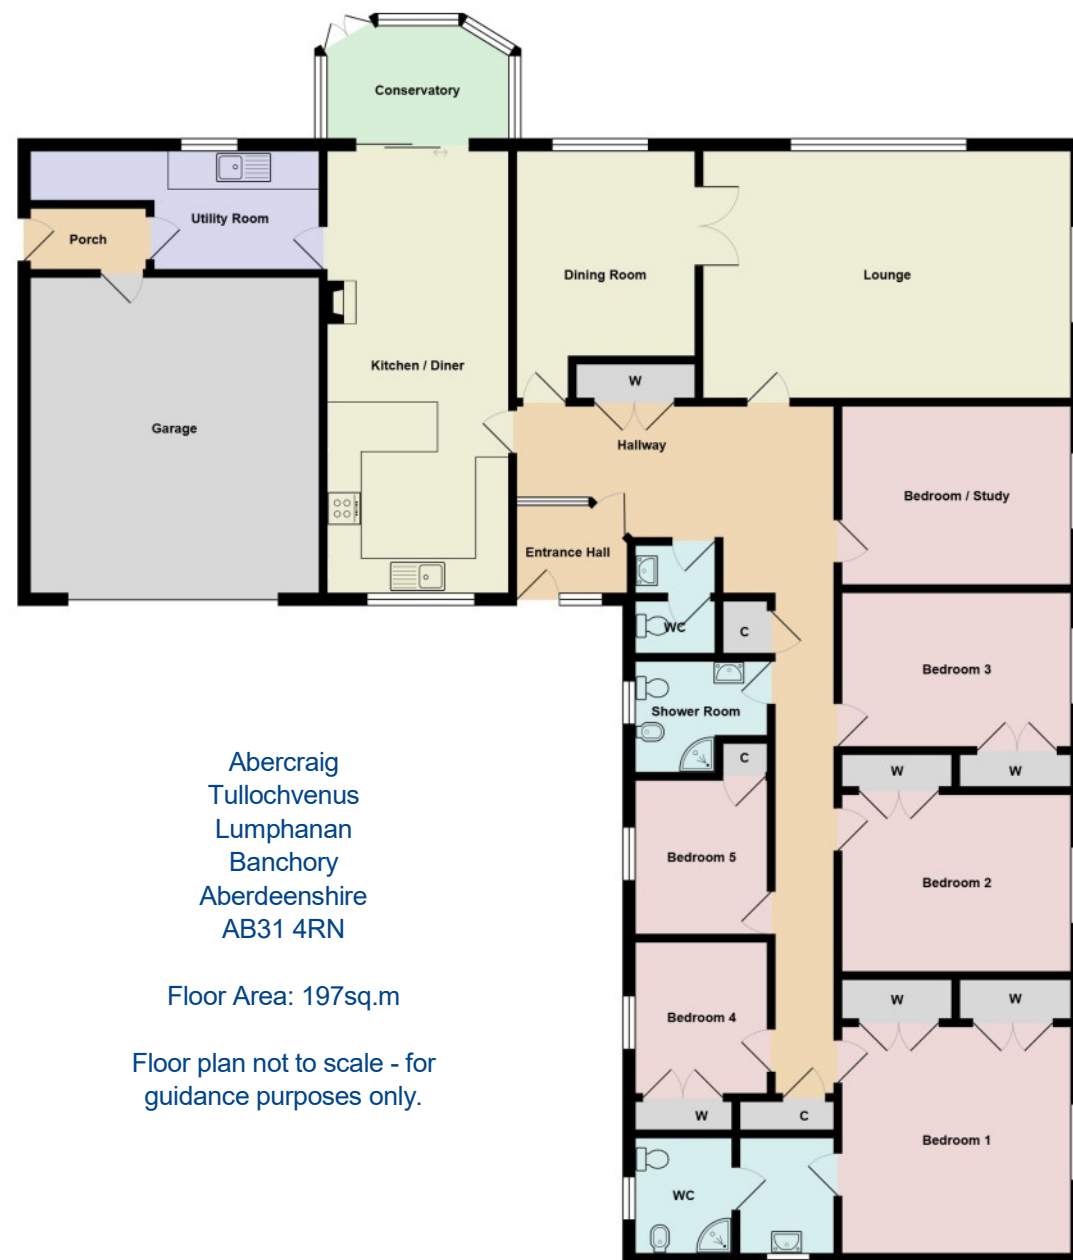 Conservatory
Utility Room
Porch
Dining Room
Lounge
Kitchen / Diner
W
Garage
Hallway
Bedroom / Study
Entrance Hall
WC
C
Bedroom 3
Shower Room
C
W
W
Bedroom 5
Bedroom 2
W
W
Bedroom 4
W
C
Bedroom 1
WC
Abercraig
Tullochvenus
Lumphanan
Banchory
Aberdeenshire
AB31 4RN
Floor Area: 197sq.m
Floor plan not to scale - for
guidance purposes only.